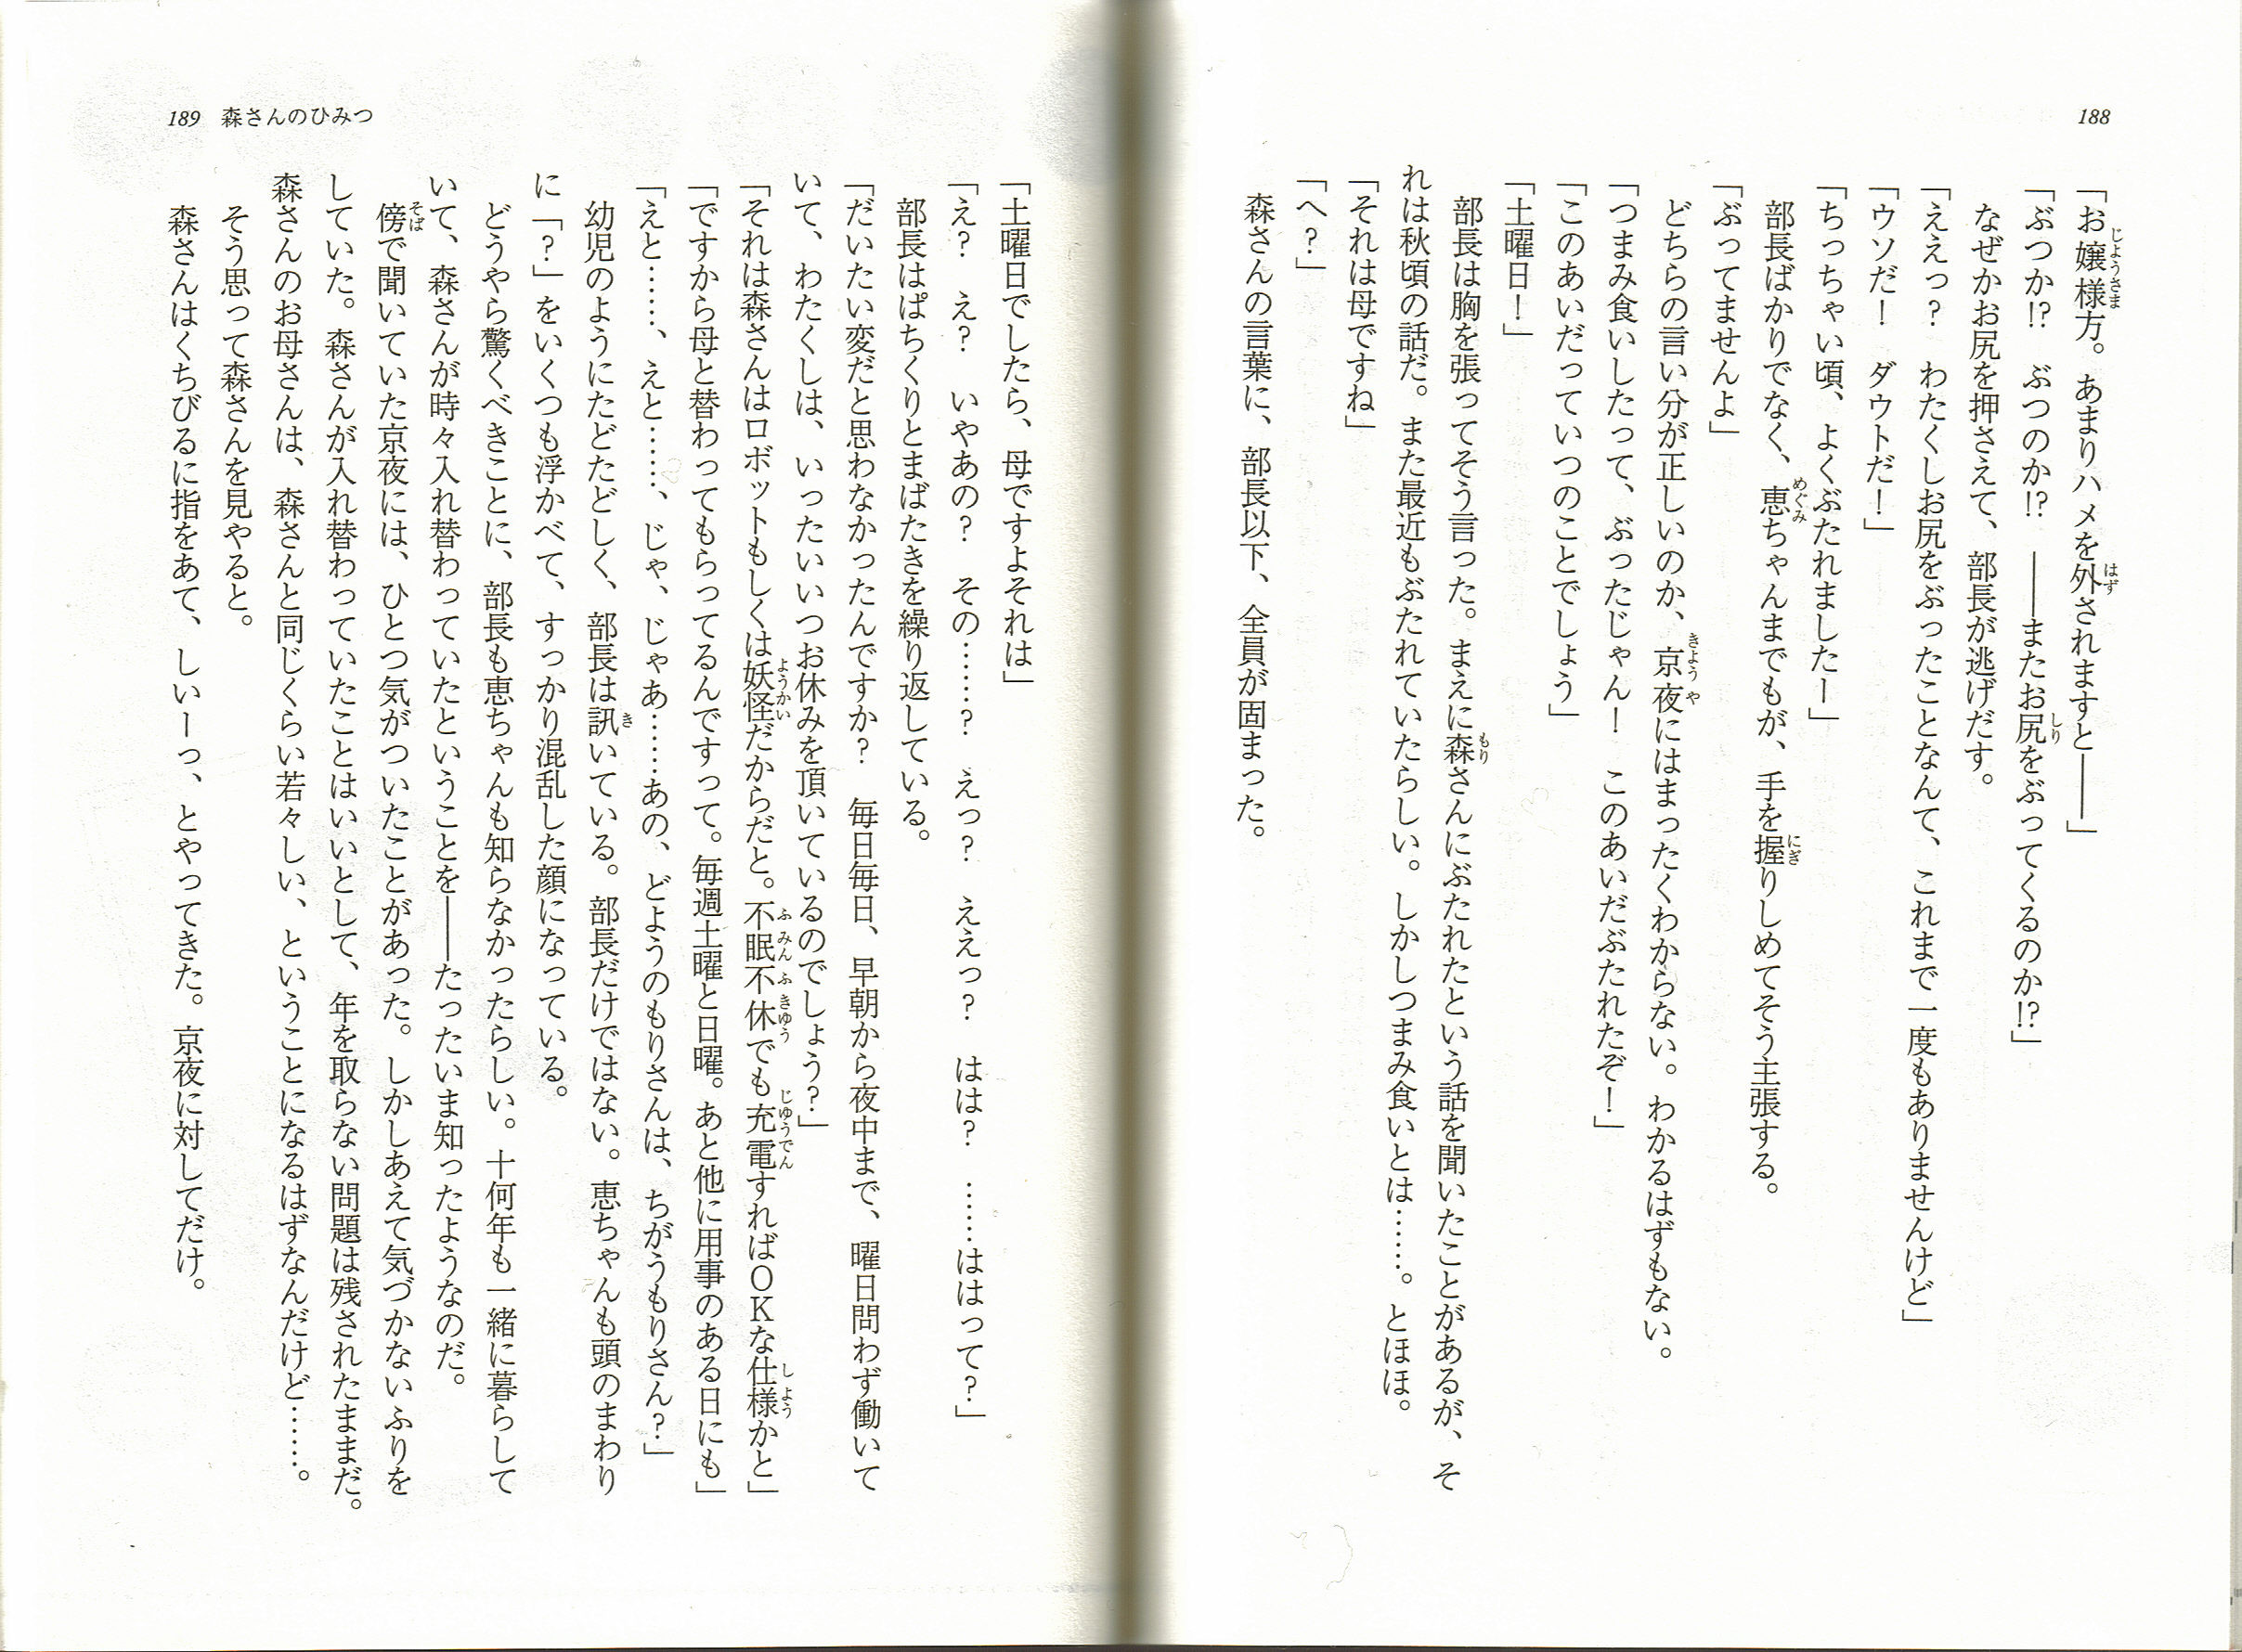 188
「お嬢様方。あまりハメを外されますと――」
「ぶつか!? ぶつのか!? ――またお尻をぶってくるのか!?」
なぜかお尻を押さえて、部長が逃げだす。
「ええっ? わたくしお尻をぶったことなんて、これまで一度もありませんけど」
「ウソだ! ダウトだ!」
「ちっちゃい頃、よくぶたれましたー」
部長ばかりでなく、恵ちゃんまでもが、手を握りしめてそう主張する。
「ぶってませんよ」
どちらの言い分が正しいのか、京夜にはまったくわからない。わかるはずもない。
「つまみ食いしたって、ぶったじゃん! このあいだぶたれたぞ!」
「このあいだっていつのことでしょう」
「土曜日!」
部長は胸を張ってそう言った。まえに森さんにぶたれたという話を聞いたことがあるが、そ
れは秋頃の話だ。また最近もぶたれていたらしい。しかしつまみ食いとは……。とほほ。
「それは母ですね」
「へ?」
森さんの言葉に、部長以下、全員が固まった。
189 森さんのひみつ
「土曜日でしたら、母ですよそれは」
「え? え? いやあの? その……? えっ? ええっ? はは? ……ははって?」
部長はぱちくりとまばたきを繰り返している。
「だいたい変だと思わなかったんですか? 毎日毎日、早朝から夜中まで、曜日問わず働いて
いて、わたくしは、いったいいつお休みを頂いているのでしょう?」
「それは森さんはロボットもしくは妖怪だからだと。不眠不休でも充電すればＯＫな仕様かと」
「ですから母と替わってもらってるんですって。毎週土曜と日曜。あと他に用事のある日にも」
「えと……、えと……、じゃ、じゃあ……あの、どようのもりさんは、ちがうもりさん?」
幼児のようにたどたどしく、部長は訊いている。部長だけではない。恵ちゃんも頭のまわり
に「?」をいくつも浮かべて、すっかり混乱した顔になっている。
どうやら驚くべきことに、部長も恵ちゃんも知らなかったらしい。十何年も一緒に暮らして
いて、森さんが時々入れ替わっていたということを――たったいま知ったようなのだ。
傍で聞いていた京夜には、ひとつ気がついたことがあった。しかしあえて気づかないふりを
していた。森さんが入れ替わっていたことはいいとして、年を取らない問題は残されたままだ。
森さんのお母さんは、森さんと同じくらい若々しい、ということになるはずなんだけど……。
そう思って森さんを見やると。
森さんはくちびるに指をあて、しいーっ、とやってきた。京夜に対してだけ。